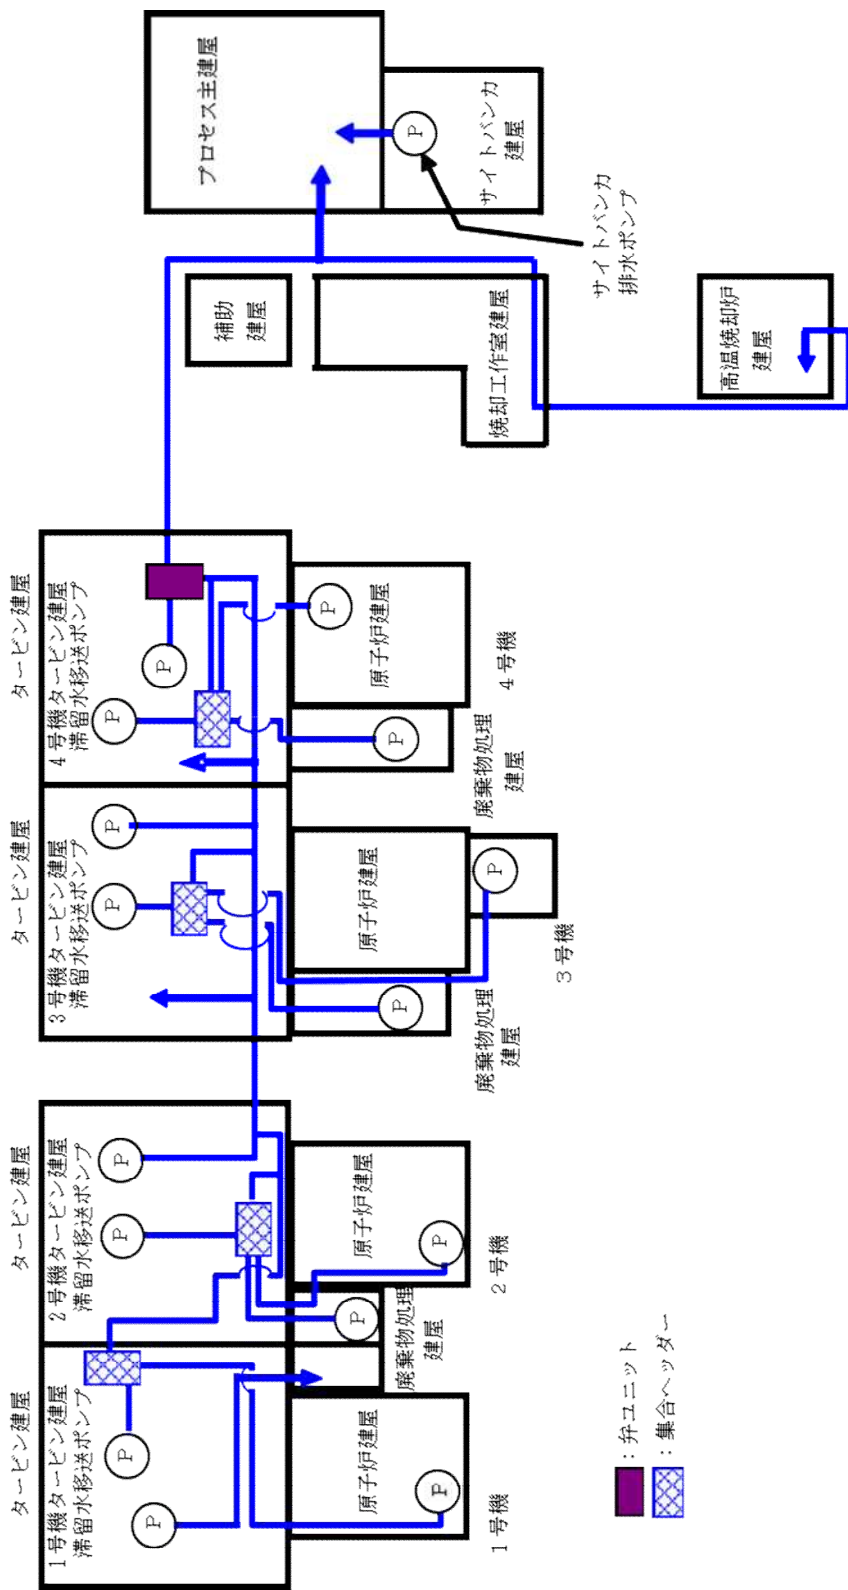 タービン建屋
1号機タービン建屋
滞留水移送ポンプ
P
P
原子炉建屋
P
1号機
タービン建屋
2号機タービン建屋
滞留水移送ポンプ
P
P
廃棄物処理
建屋
P
原子炉建屋
P
2号機
タービン建屋
3号機タービン建屋
滞留水移送ポンプ
P
P
廃棄物処理
建屋
P
原子炉建屋
P
3号機
タービン建屋
4号機タービン建屋
滞留水移送ポンプ
P
P
廃棄物処理
建屋
P
原子炉建屋
P
4号機
補助
建屋
焼却工作室建屋
プロセス主建屋
サイトバンカ
建屋
P
サイトバンカ
排水ポンプ
高温焼却炉
建屋
：弁ユニット
：集合ヘッダー